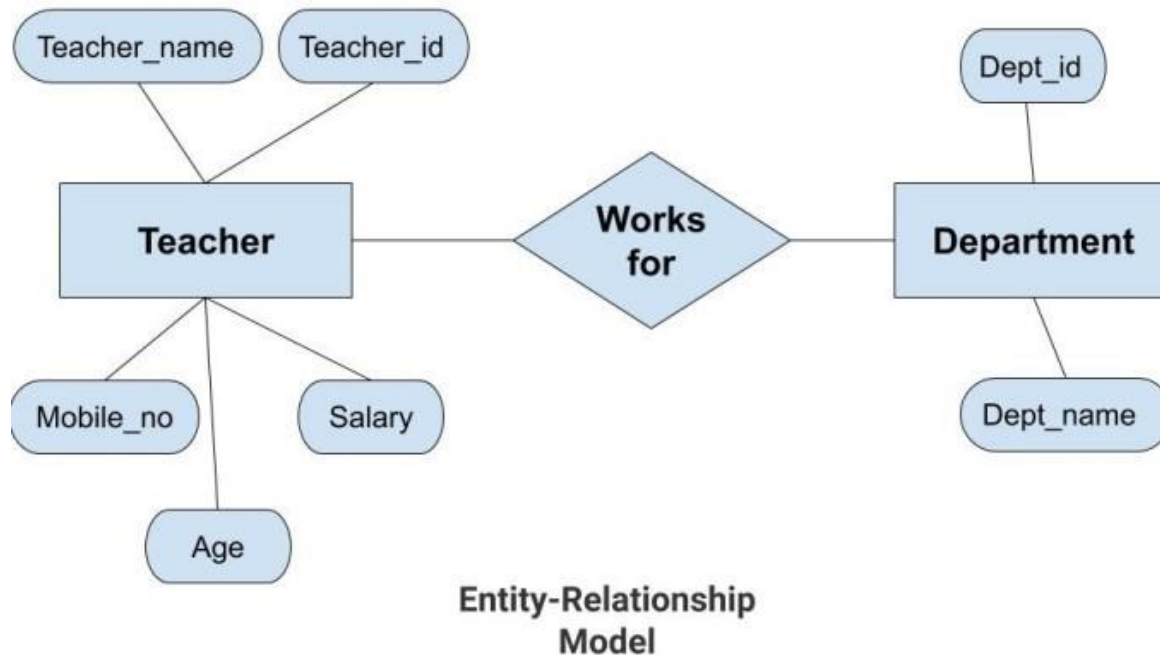 Teacher_name
Teacher_id
Dept_id
Teacher
Works
for
Department
Mobile_no
Salary
Dept_name
Age
Entity-Relationship
Model